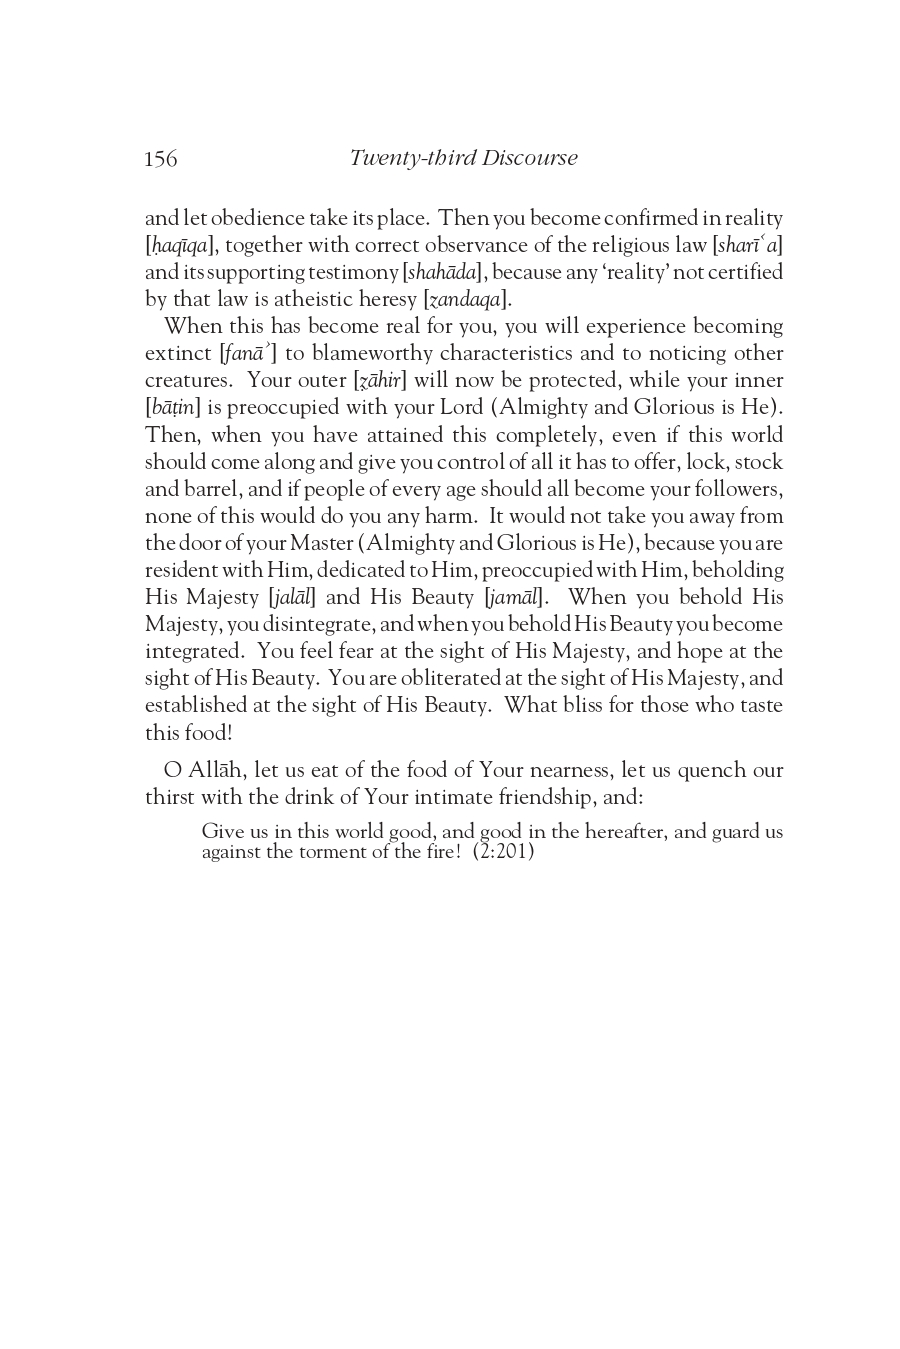 156 Twenty-third Discourse
and let obedience take its place. Then you become confirmed in reality
[ḥaqīqa], together with correct observance of the religious law [sharīʿa]
and its supporting testimony [shahāda], because any ‘reality’ not certified
by that law is atheistic heresy [zandaqa].
When this has become real for you, you will experience becoming
extinct [fanāʾ] to blameworthy characteristics and to noticing other
creatures. Your outer [ẓāhir] will now be protected, while your inner
[bāṭin] is preoccupied with your Lord (Almighty and Glorious is He).
Then, when you have attained this completely, even if this world
should come along and give you control of all it has to offer, lock, stock
and barrel, and if people of every age should all become your followers,
none of this would do you any harm. It would not take you away from
the door of your Master (Almighty and Glorious is He), because you are
resident with Him, dedicated to Him, preoccupied with Him, beholding
His Majesty [jalāl] and His Beauty [jamāl]. When you behold His
Majesty, you disintegrate, and when you behold His Beauty you become
integrated. You feel fear at the sight of His Majesty, and hope at the
sight of His Beauty. You are obliterated at the sight of His Majesty, and
established at the sight of His Beauty. What bliss for those who taste
this food!
O Allāh, let us eat of the food of Your nearness, let us quench our
thirst with the drink of Your intimate friendship, and:
Give us in this world good, and good in the hereafter, and guard us
against the torment of the fire! (2:201)